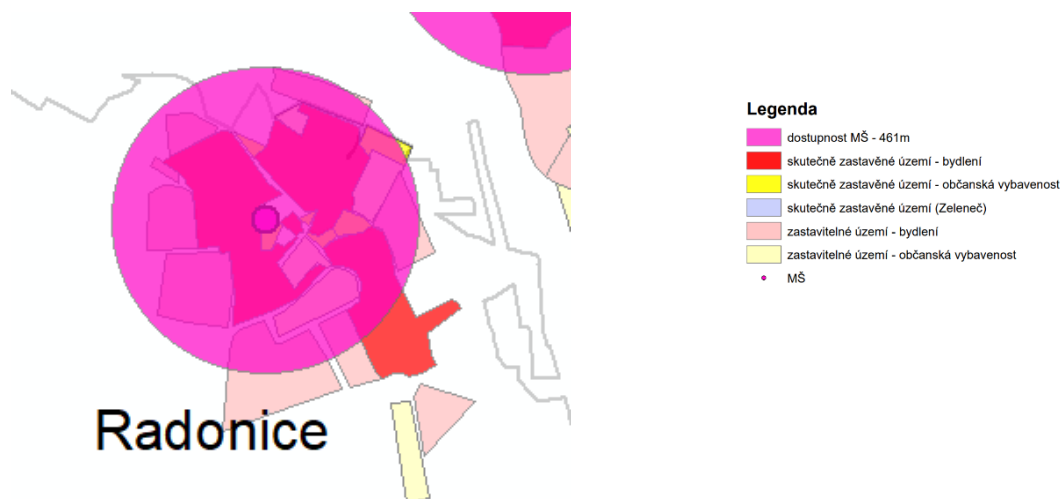 Radonice
Legenda
dostupnost MŠ - 461m
skutečně zastavěné území - bydlení
skutečně zastavěné území - občanská vybavenost
skutečně zastavěné území (Zeleneč)
zastavitelné území - bydlení
zastavitelné území - občanská vybavenost
MŠ